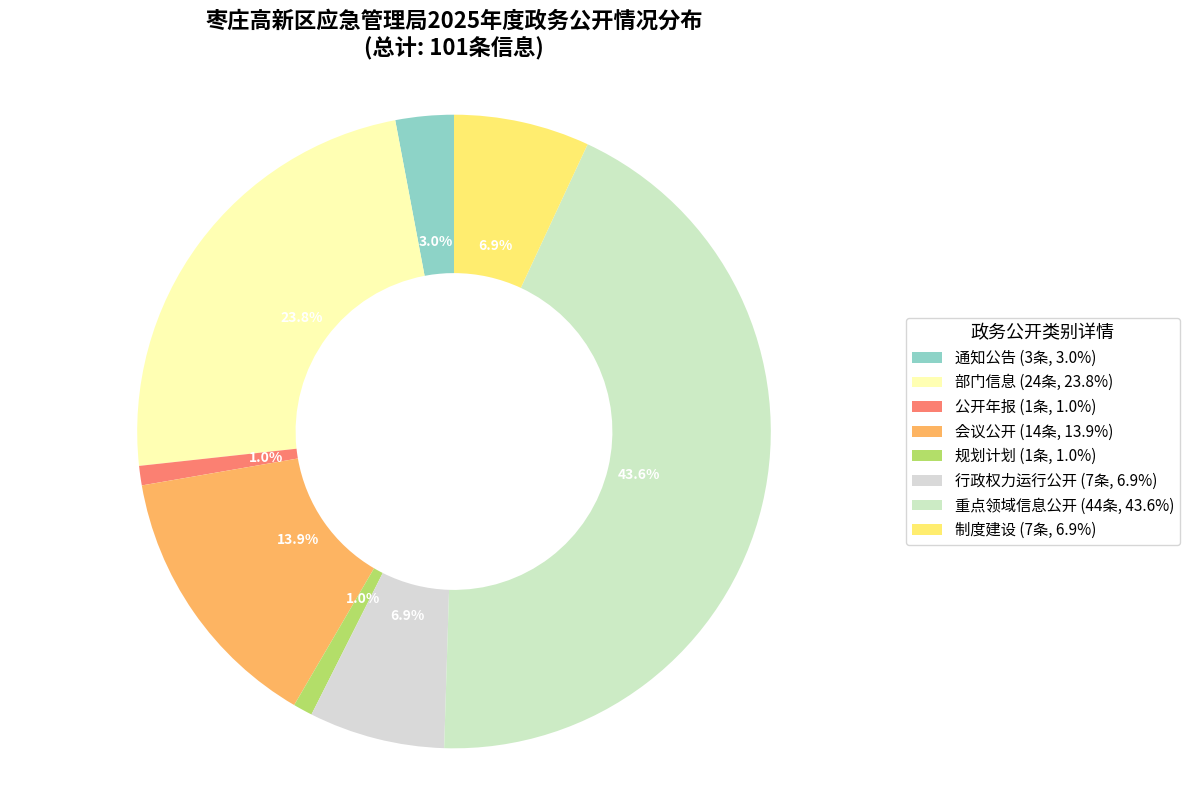 枣庄高新区应急管理局2025年度政务公开情况分布
(总计: 101条信息)
3.0%
6.9%
23.8%
43.6%
1.0%
13.9%
1.0%
6.9%
政务公开类别详情
通知公告 (3条, 3.0%)
部门信息 (24条, 23.8%)
公开年报 (1条, 1.0%)
会议公开 (14条, 13.9%)
规划计划 (1条, 1.0%)
行政权力运行公开 (7条, 6.9%)
重点领域信息公开 (44条, 43.6%)
制度建设 (7条, 6.9%)